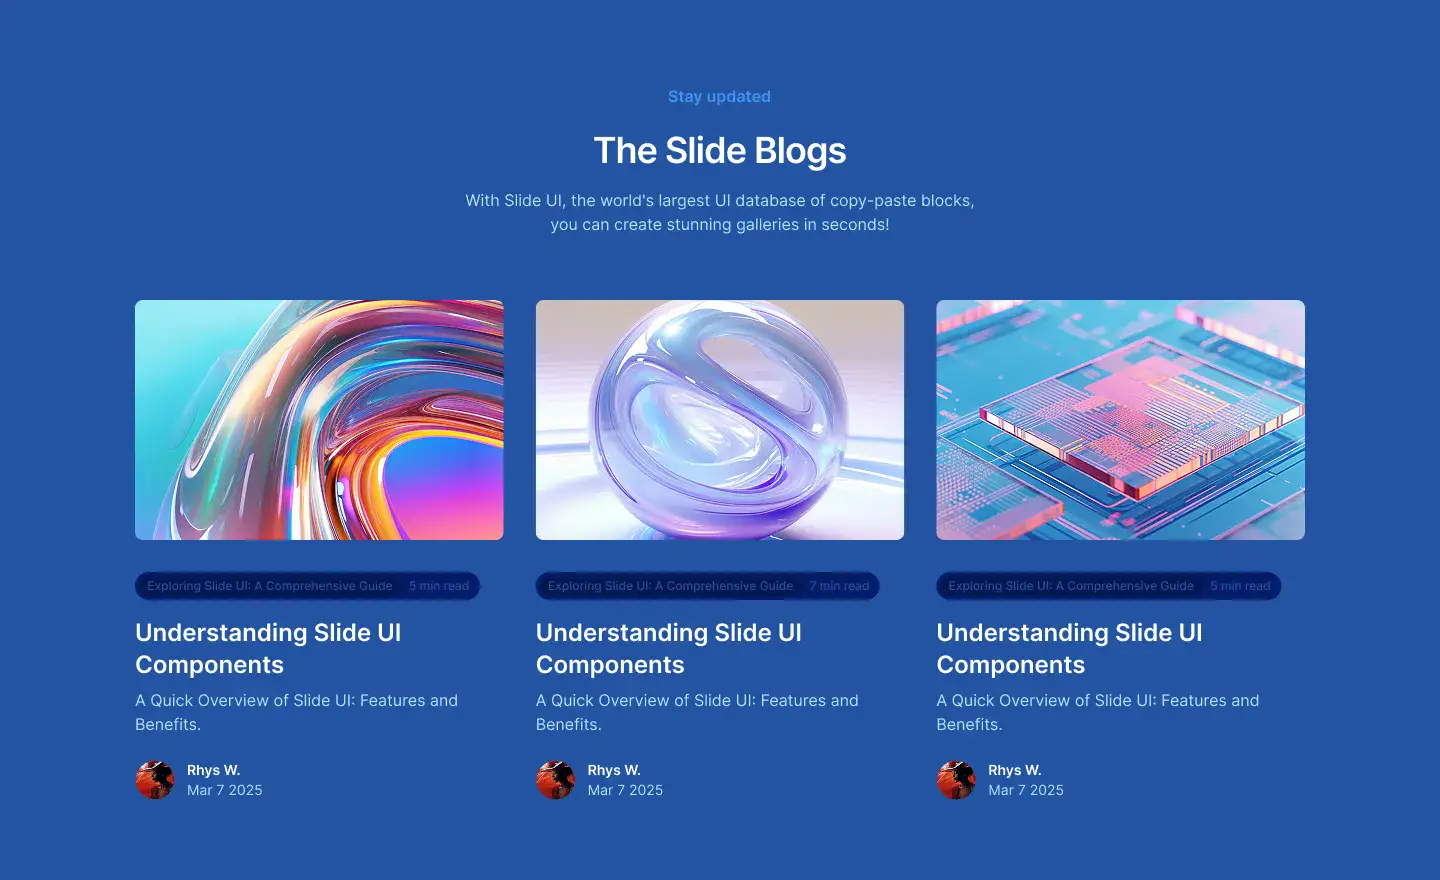 Stay updated
The Slide Blogs
With Slide UI, the world's largest UI database of copy-paste blocks,
you can create stunning galleries in seconds!
Exploring Slide UI: A Comprehensive Guide 5 min read
Understanding Slide UI
Components
A Quick Overview of Slide UI: Features and
Benefits.
Rhys W.
Mar 7 2025
Exploring Slide UI: A Comprehensive Guide 7 min read
Understanding Slide UI
Components
A Quick Overview of Slide UI: Features and
Benefits.
Rhys W.
Mar 7 2025
Exploring Slide UI: A Comprehensive Guide 5 min read
Understanding Slide UI
Components
A Quick Overview of Slide UI: Features and
Benefits.
Rhys W.
Mar 7 2025